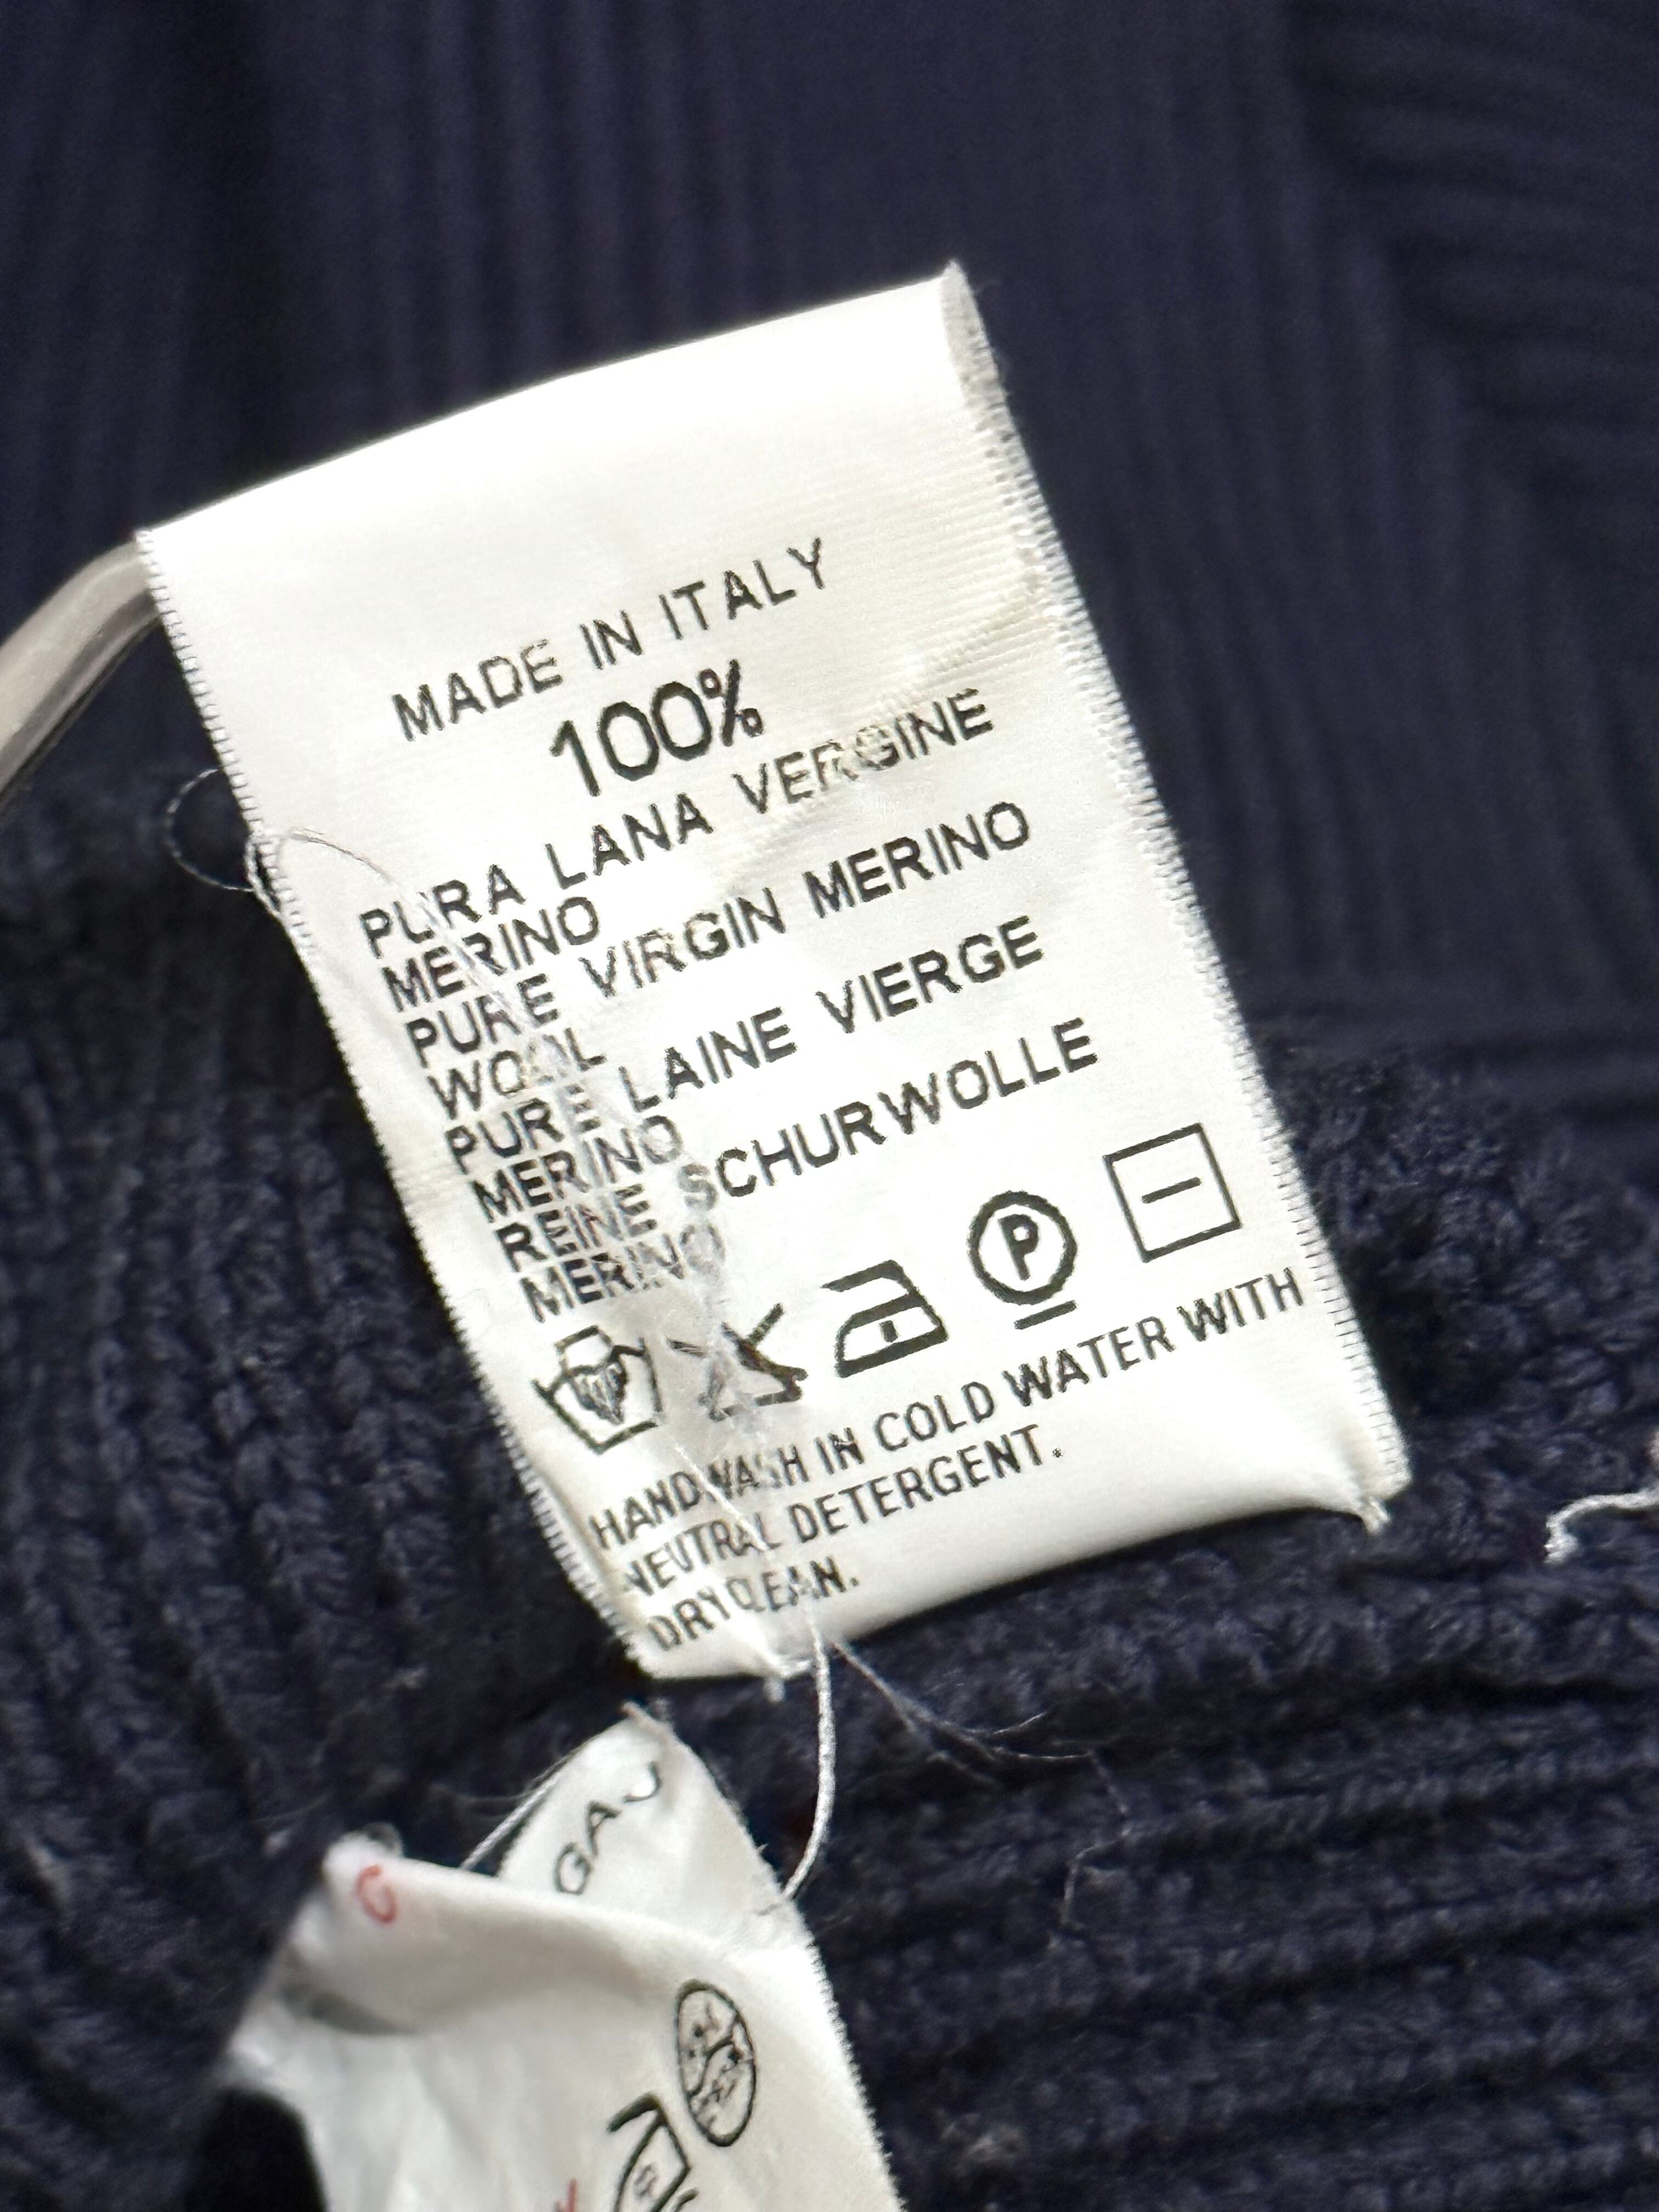 MADE IN ITALY
100%
PURA LANA VERGINE
MERINO
PURE VIRGIN MERINO
WOOL
PURE LAINE VIERGE
MERINO
REINE SCHURWOLLE
MERINO
P
HANDWASH IN COLD WATER WITH
NEUTRAL DETERGENT.
DRYCLEAN.